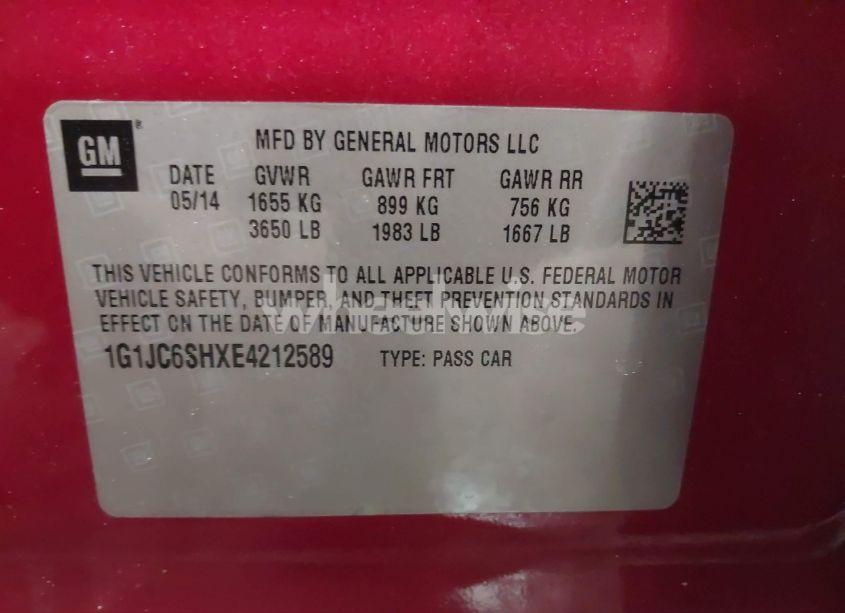 GM
MFD BY GENERAL MOTORS LLC
DATE GVWR GAWR FRT GAWR RR
05/14 1655 KG 899 KG 756 KG
3650 LB 1983 LB 1667 LB
THIS VEHICLE CONFORMS TO ALL APPLICABLE U.S. FEDERAL MOTOR
VEHICLE SAFETY, BUMPER, AND THEFT PREVENTION STANDARDS IN
EFFECT ON THE DATE OF MANUFACTURE SHOWN ABOVE.
1G1JC6SHXE4212589 TYPE: PASS CAR